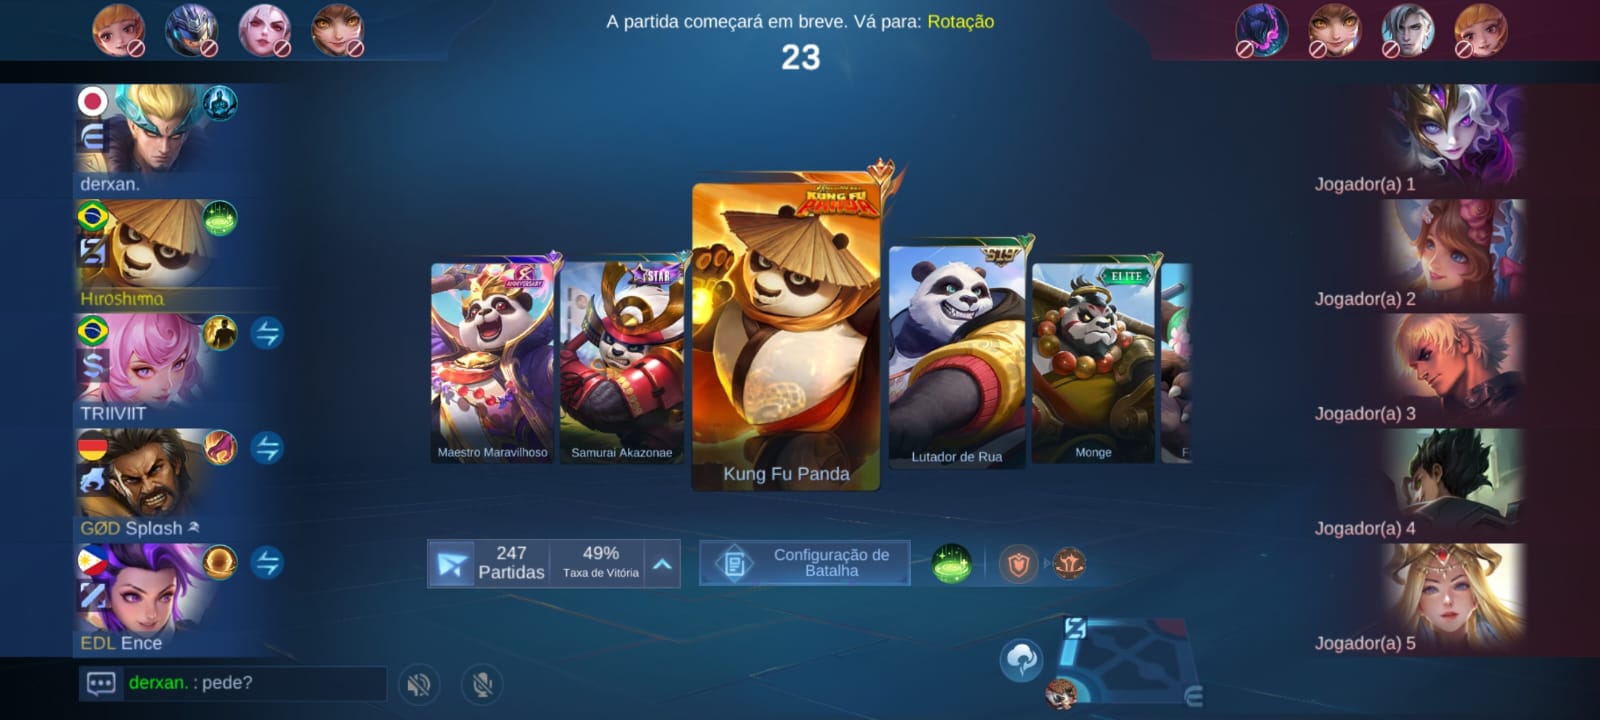 A partida começará em breve. Vá para: Rotação
23
derxan.
Hiroshima
TRIIVIIT
GØD Splash
EDL Ence
derxan. : pede?
ANNIVERSARY
Maestro Maravilhoso
STAR
Samurai Akazonae
KUNG FU
PANDA
Kung Fu Panda
S19
Lutador de Rua
ELITE
Monge
F
247
Partidas
49%
Taxa de Vitória
Configuração de
Batalha
Jogador(a) 1
Jogador(a) 2
Jogador(a) 3
Jogador(a) 4
Jogador(a) 5